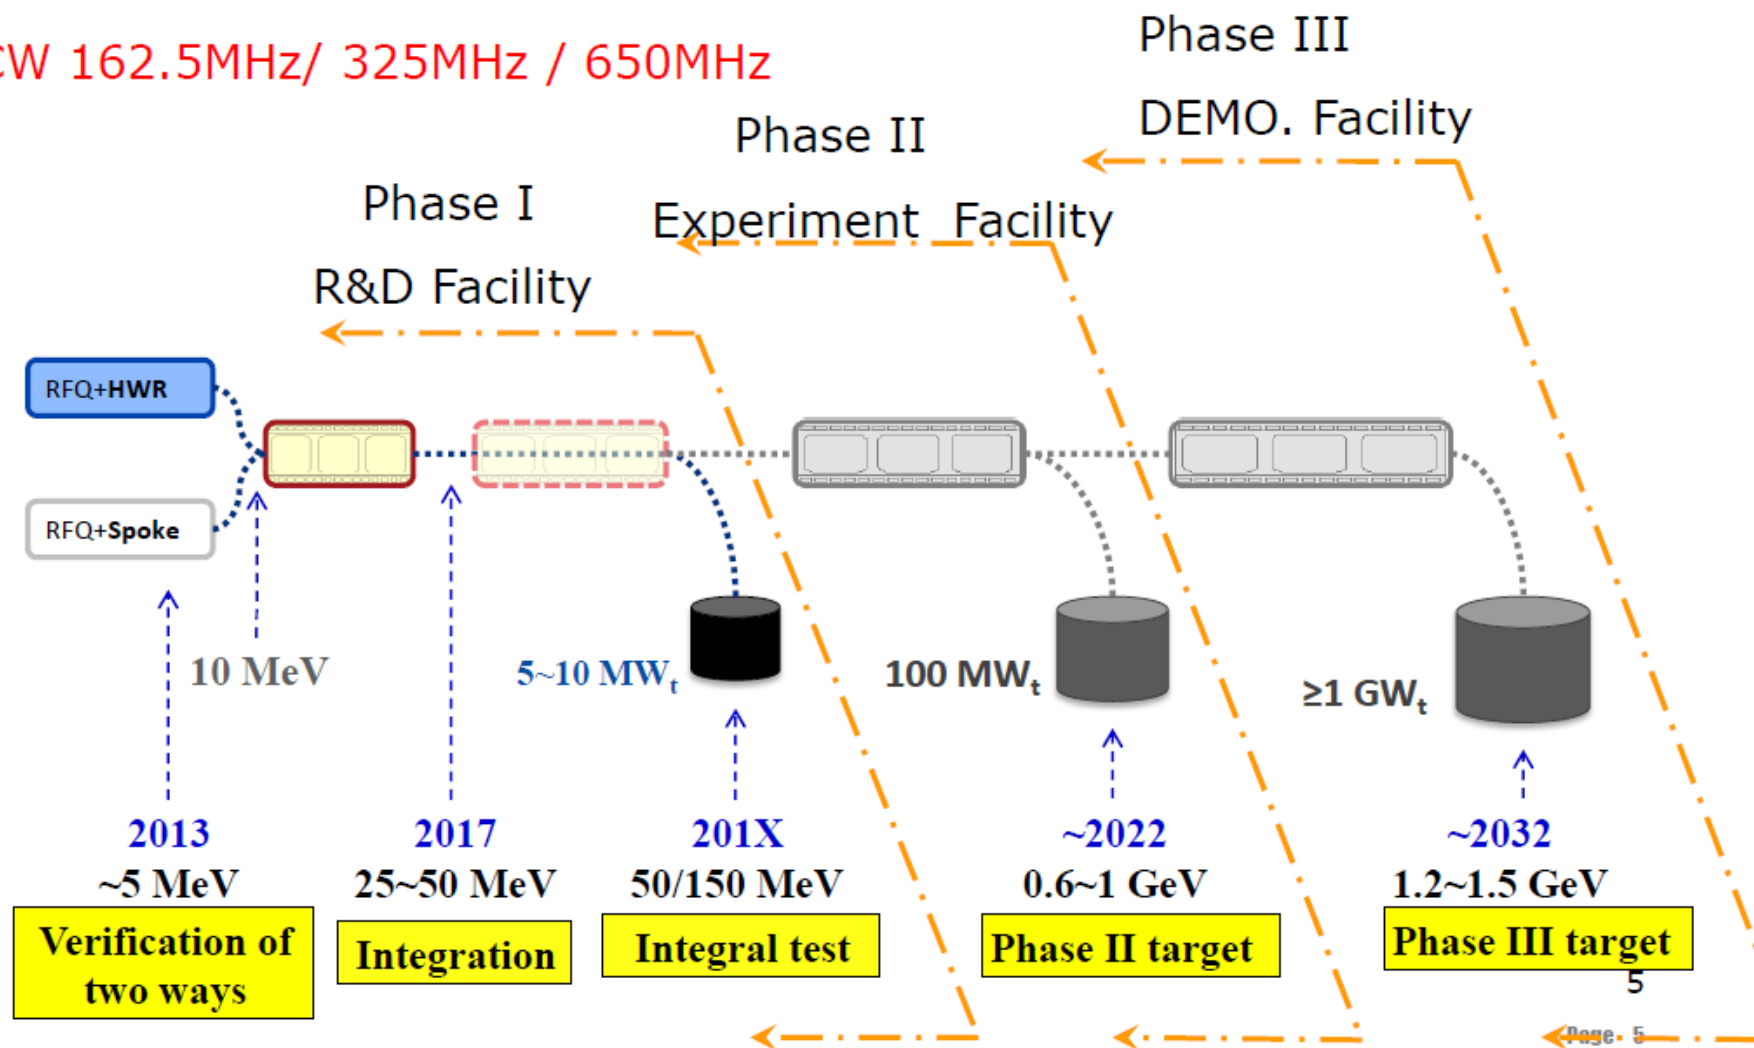 CW 162.5MHz/ 325MHz / 650MHz
Phase III
DEMO. Facility
Phase II
Experiment Facility
Phase I
R&D Facility
RFQ+HWR
RFQ+Spoke
10 MeV
5~10 MWt
100 MWt
≥1 GWt
2013
~5 MeV
Verification of
two ways
2017
25~50 MeV
Integration
201X
50/150 MeV
Integral test
~2022
0.6~1 GeV
Phase II target
~2032
1.2~1.5 GeV
Phase III target
5
Page 5